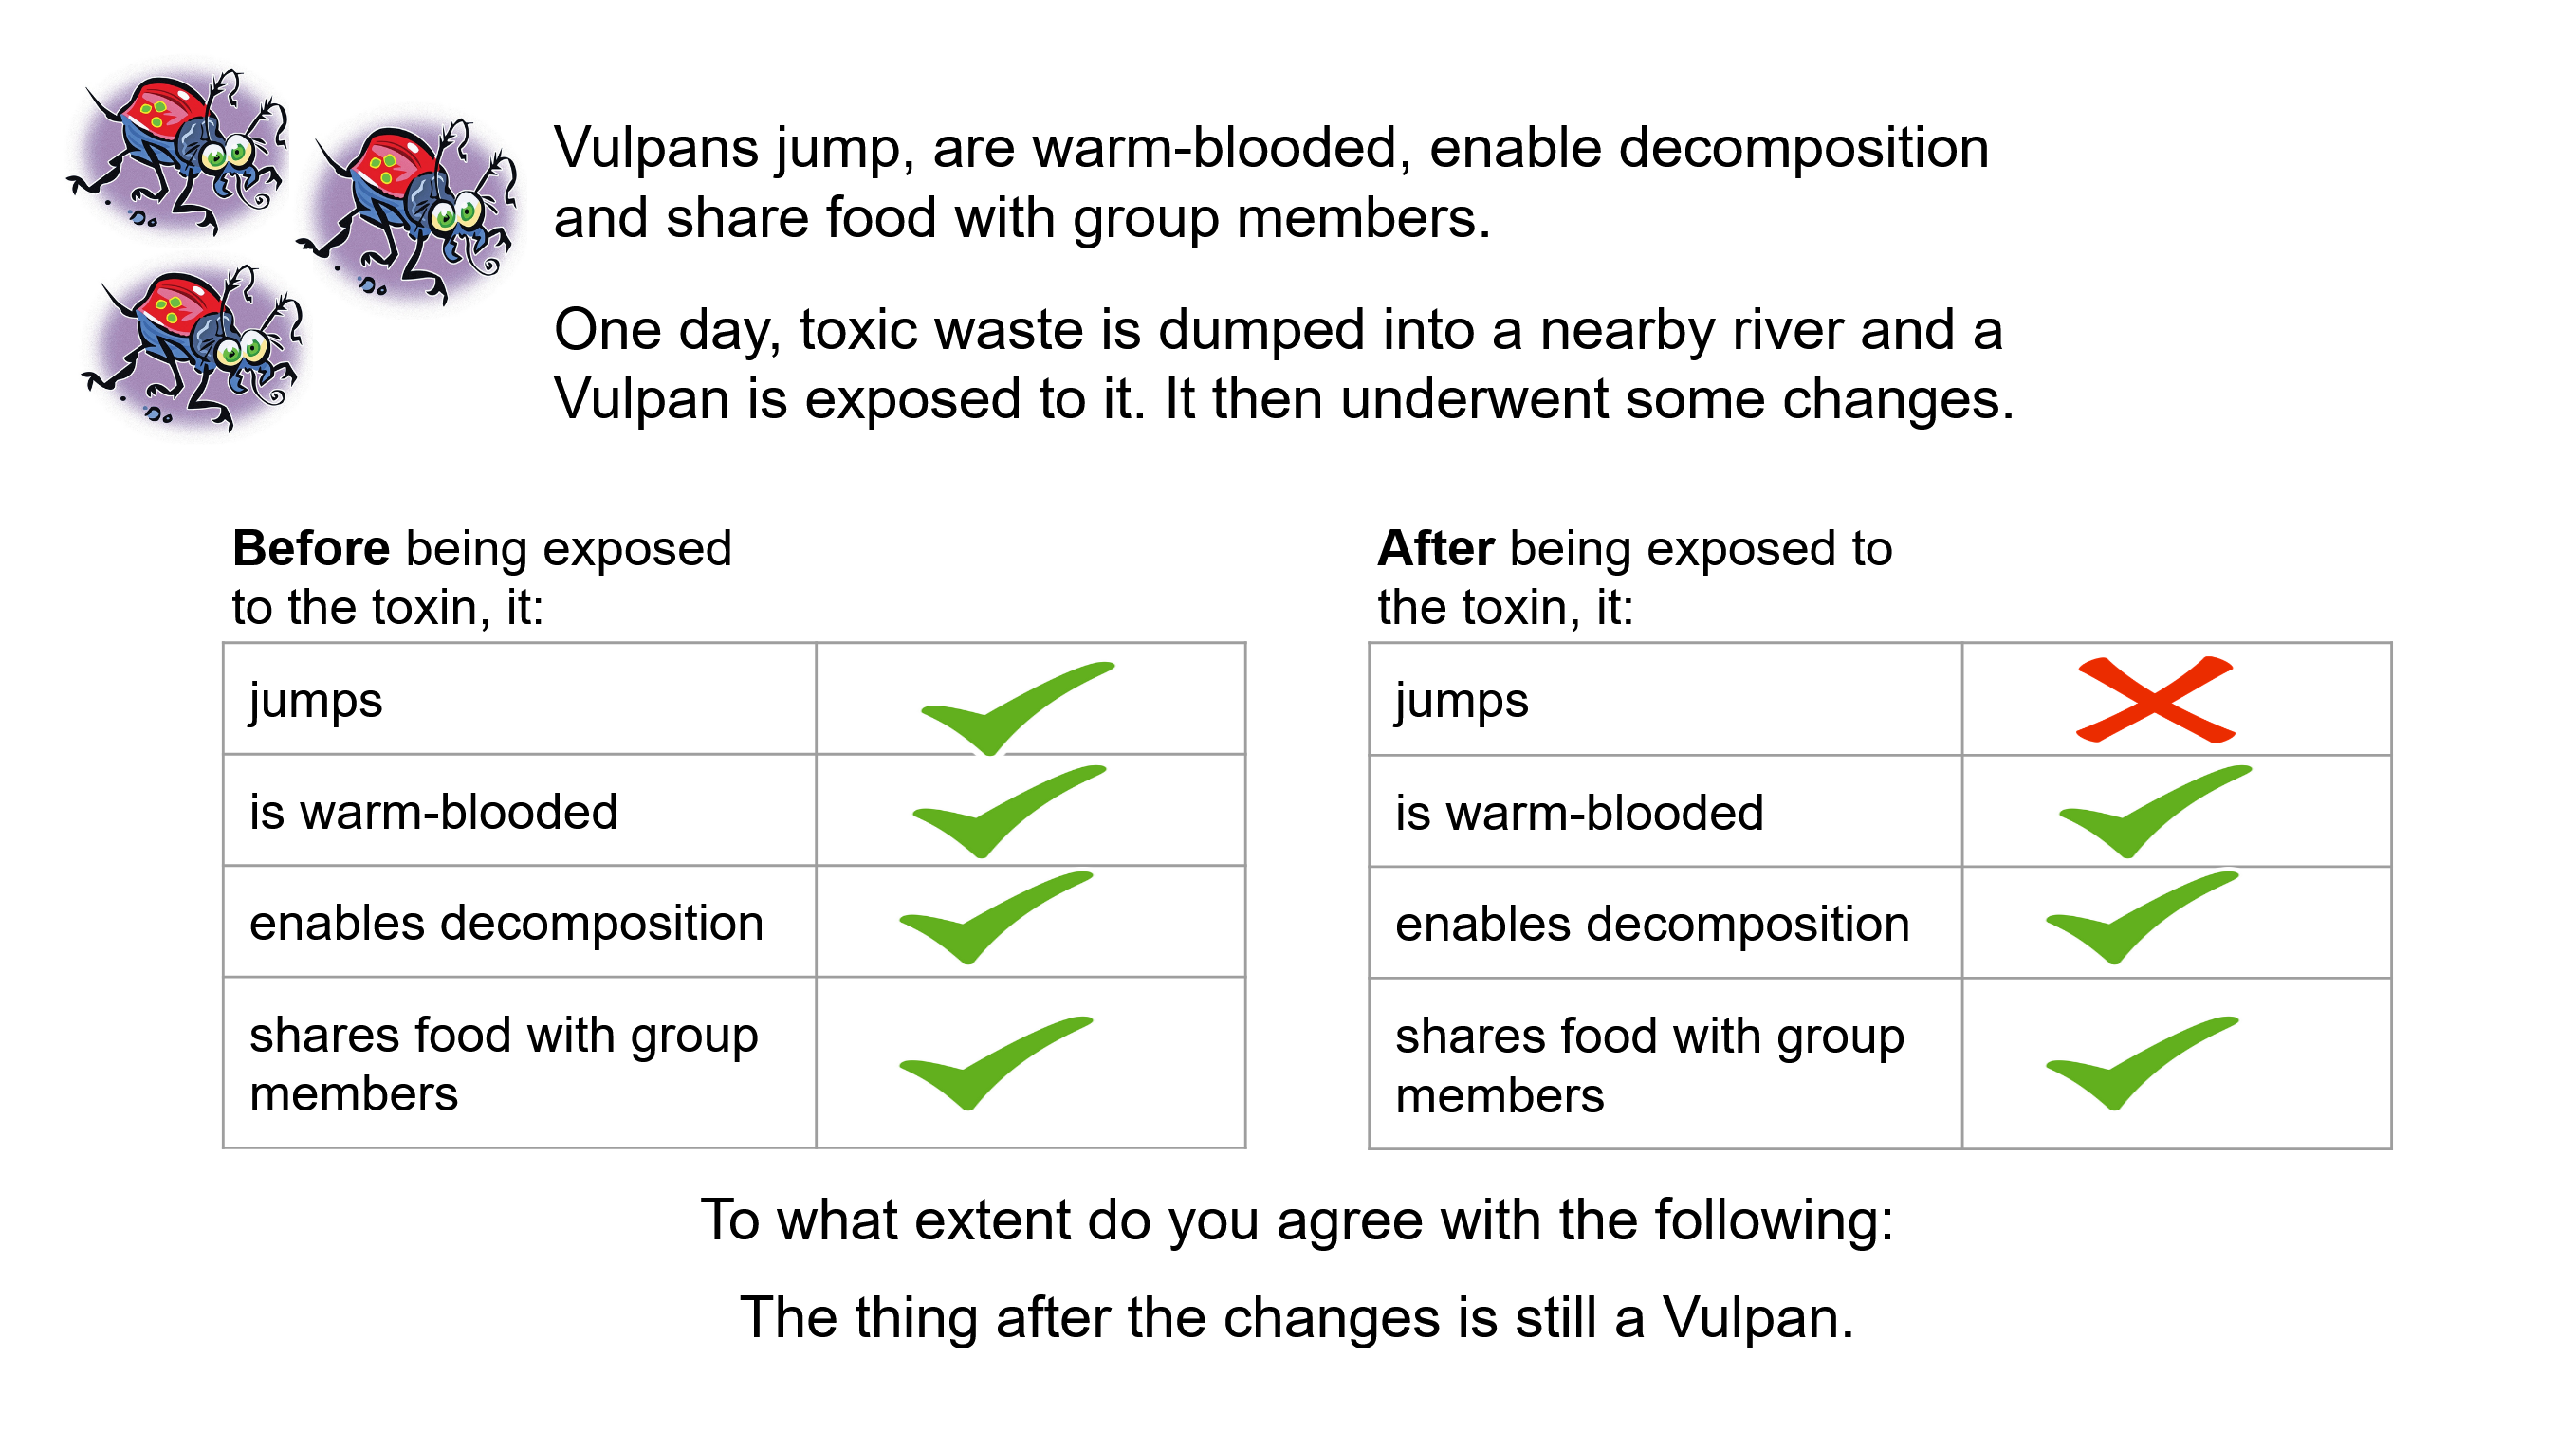 Vulpans jump, are warm-blooded, enable decomposition
and share food with group members.
One day, toxic waste is dumped into a nearby river and a
Vulpan is exposed to it. It then underwent some changes.
Before being exposed
to the toxin, it:
jumps
is warm-blooded
enables decomposition
shares food with group
members
After being exposed to
the toxin, it:
jumps
is warm-blooded
enables decomposition
shares food with group
members
To what extent do you agree with the following:
The thing after the changes is still a Vulpan.